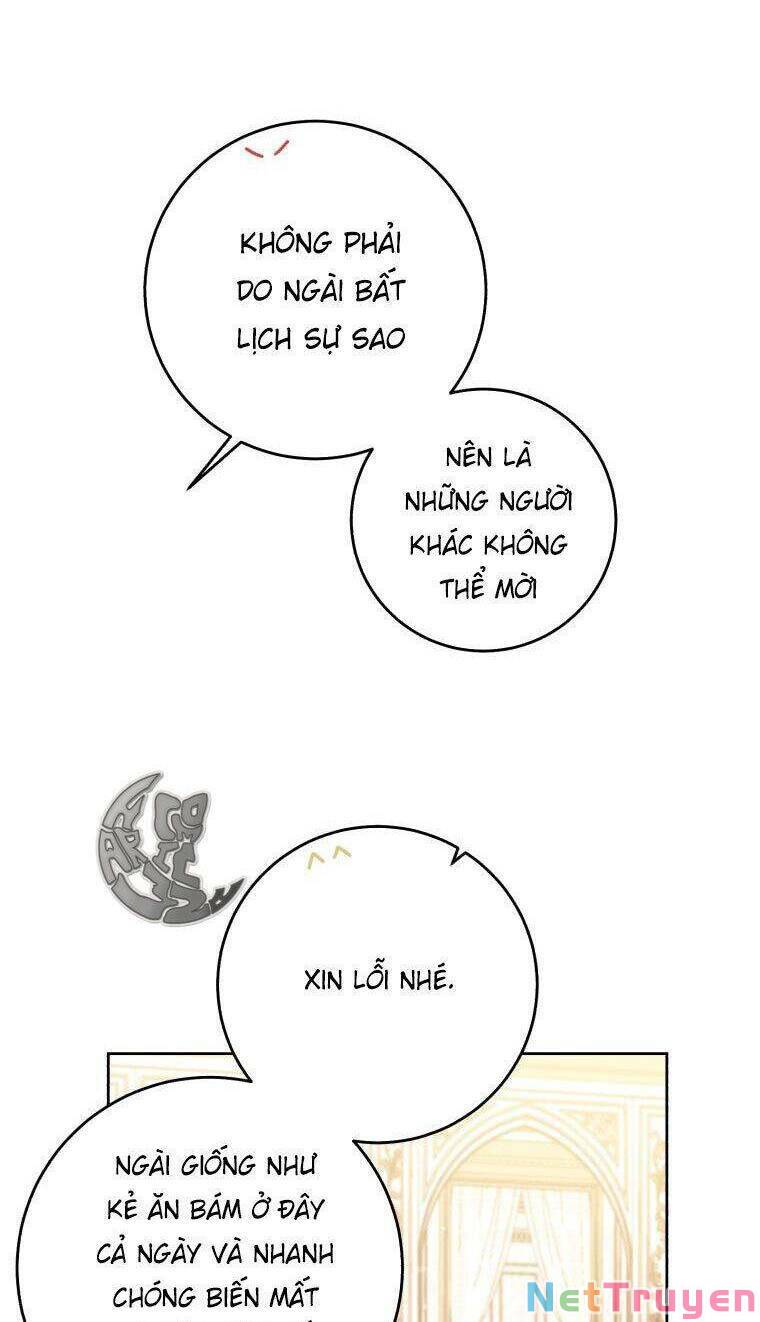 KHÔNG PHẢI
DO NGÀI BẤT
LỊCH SỰ SAO
NÊN LÀ
NHỮNG NGƯỜI
KHÁC KHÔNG
THỂ MỜI
XIN LỖI NHÉ.
NGÀI GIỐNG NHƯ
KẺ ĂN BÁM Ở ĐÂY
CẢ NGÀY VÀ NHANH
CHÓNG BIẾN MẤT
NetTruyen